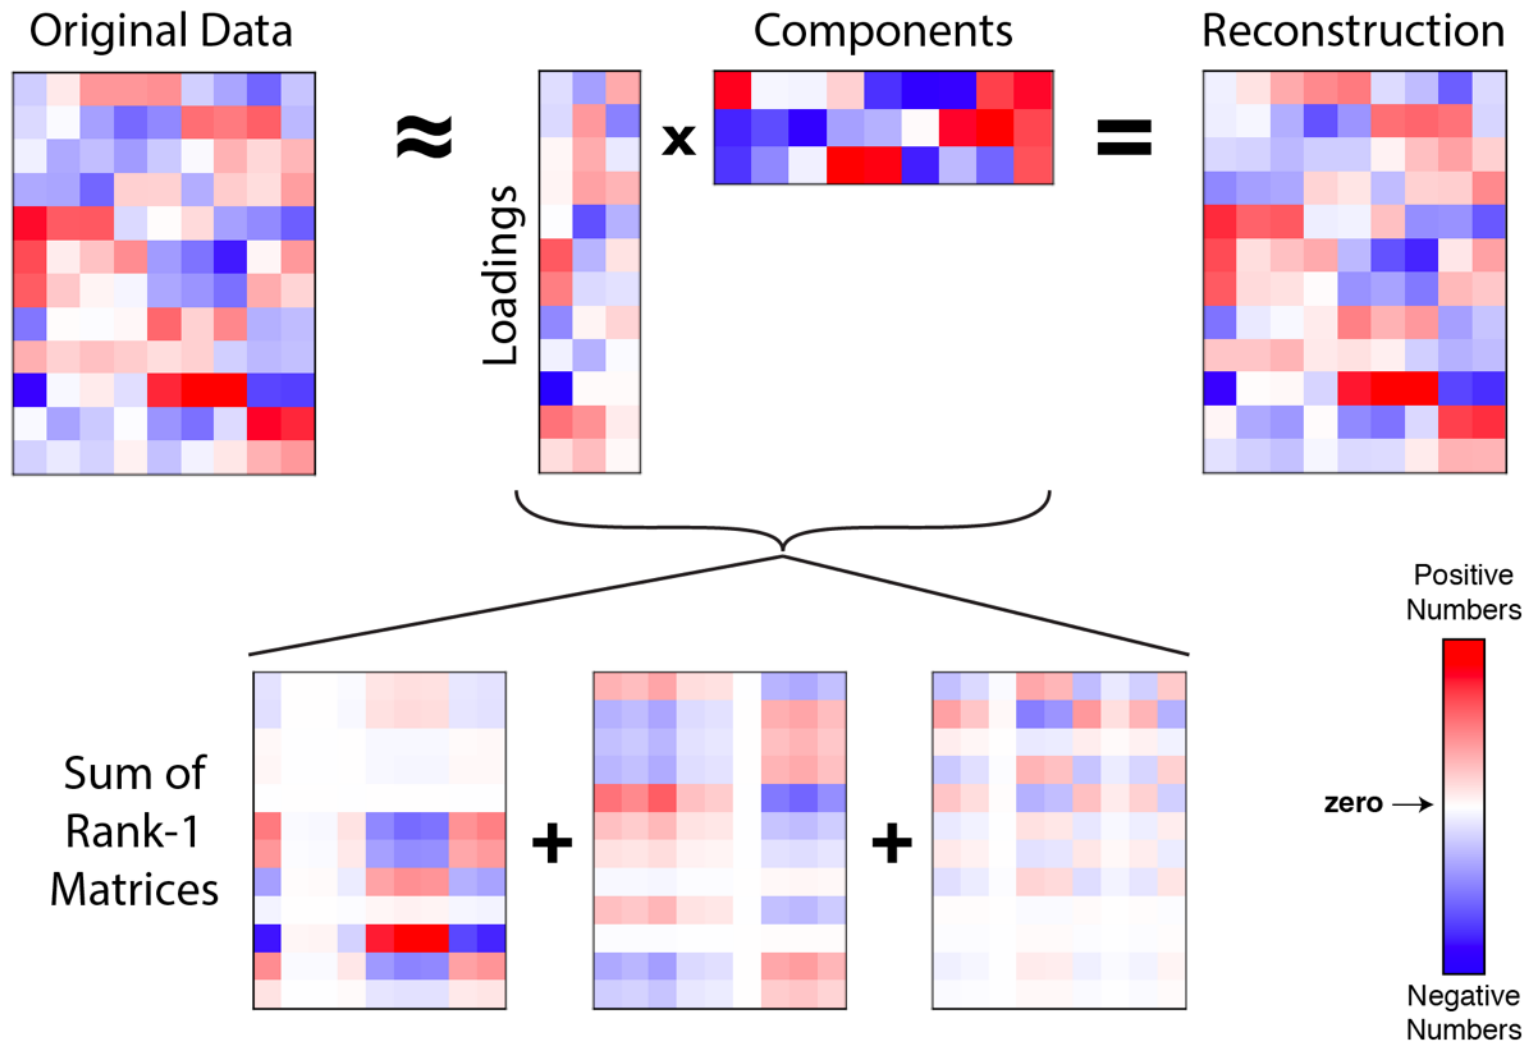 Original Data
Components
Reconstruction
≈
x
=
Loadings
Sum of
Rank-1
Matrices
+
+
Positive
Numbers
zero →
Negative
Numbers